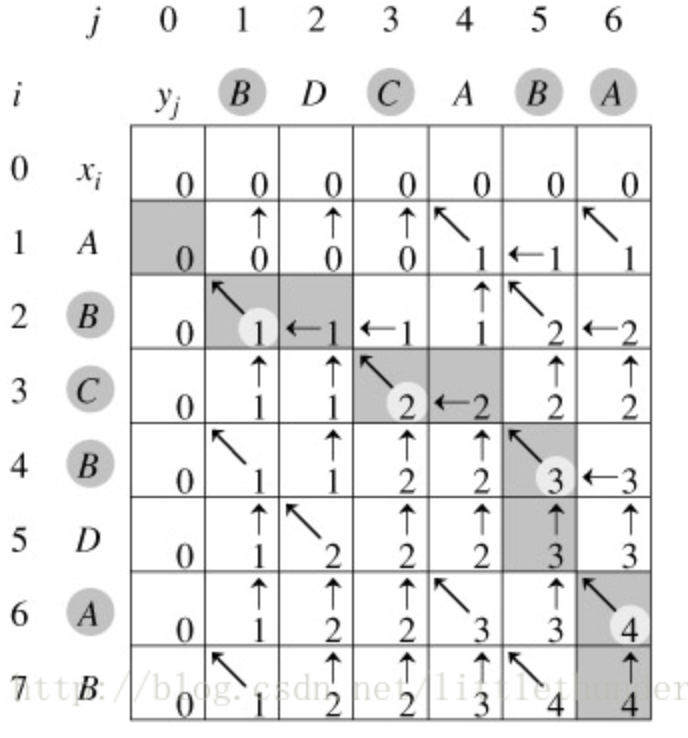 j 0 1 2 3 4 5 6
i yj B D C A B A
0 xi 0 0 0 0 0 0 0
1 A 0 ↑0 ↑0 ↑0 ↖1 ←1 ↖1
2 B 0 ↖1 ←1 ←1 ↑1 ↖2 ←2
3 C 0 ↑1 ↑1 ↖2 ←2 ↑2 ↑2
4 B 0 ↖1 ↑1 ↑2 ↑2 ↖3 ←3
5 D 0 ↑1 ↖2 ↑2 ↑2 ↑3 ↑3
6 A 0 ↑1 ↑2 ↑2 ↖3 ↑3 ↖4
7 B 0 ↖1 ↑2 ↑2 ↑3 ↖4 ↑4
http://blog.csdn.net/littlethunder